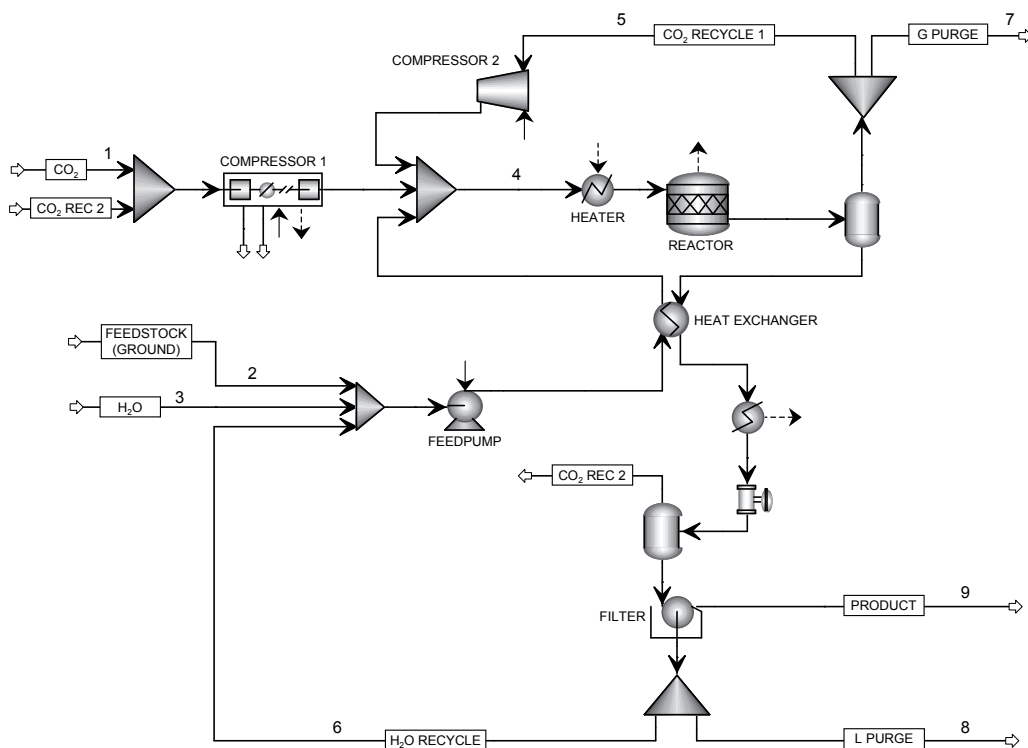 5
CO₂ RECYCLE 1
G PURGE
7
COMPRESSOR 2
1
CO₂
COMPRESSOR 1
CO₂ REC 2
4
HEATER
REACTOR
HEAT EXCHANGER
FEEDSTOCK
(GROUND)
2
H₂O
3
FEEDPUMP
CO₂ REC 2
FILTER
PRODUCT
9
6
H₂O RECYCLE
L PURGE
8